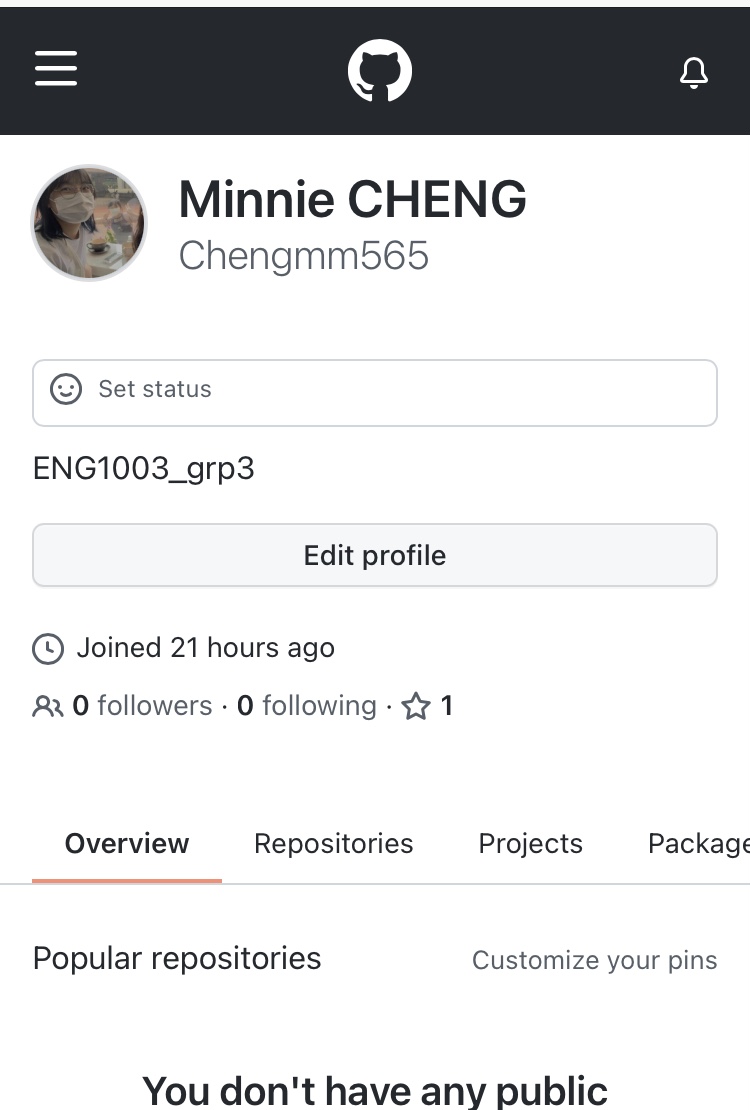 Minnie CHENG
Chengmm565
Set status
ENG1003_grp3
Edit profile
Joined 21 hours ago
0 followers · 0 following · 1
Overview Repositories Projects Package
Popular repositories Customize your pins
You don't have any public